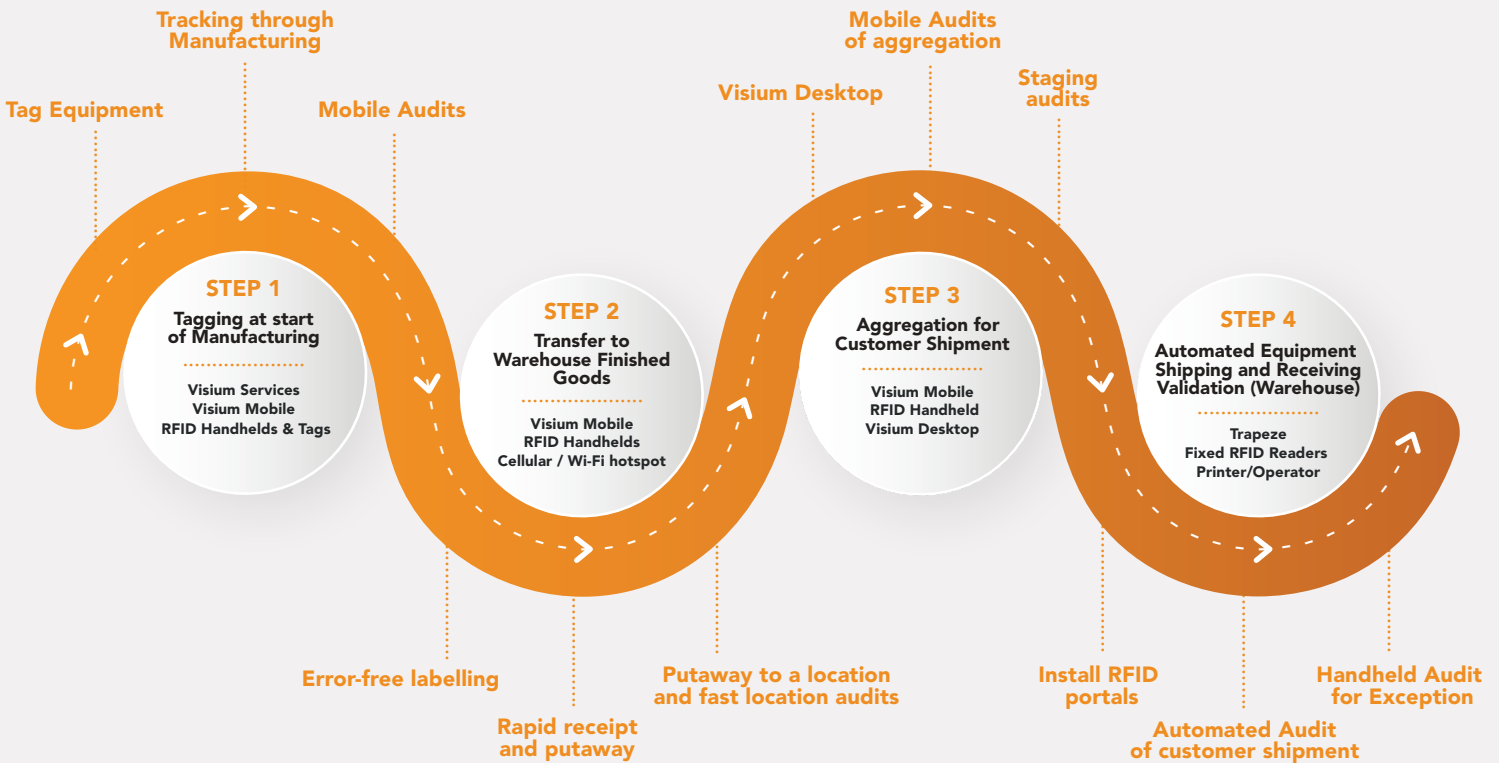 Tag Equipment
Tracking through
Manufacturing
Mobile Audits
STEP 1
Tagging at start
of Manufacturing
Visium Services
Visium Mobile
RFID Handhelds & Tags
STEP 2
Transfer to
Warehouse Finished
Goods
Visium Mobile
RFID Handhelds
Cellular / Wi-Fi hotspot
Error-free labelling
Rapid receipt
and putaway
Putaway to a location
and fast location audits
Visium Desktop
Mobile Audits
of aggregation
Staging
audits
STEP 3
Aggregation for
Customer Shipment
Visium Mobile
RFID Handheld
Visium Desktop
STEP 4
Automated Equipment
Shipping and Receiving
Validation (Warehouse)
Trapeze
Fixed RFID Readers
Printer/Operator
Install RFID
portals
Automated Audit
of customer shipment
Handheld Audit
for Exception